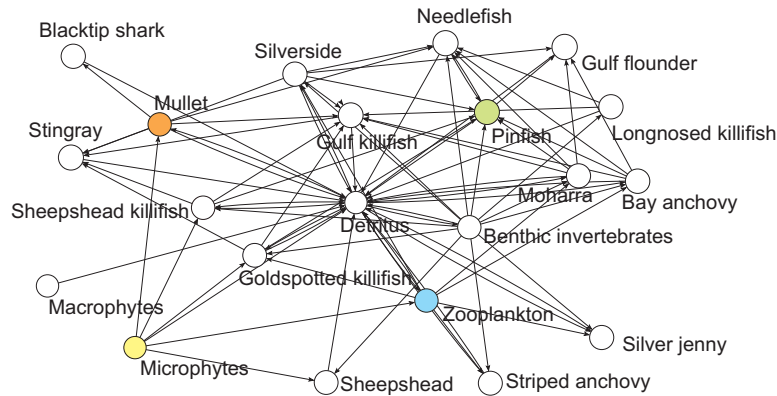 Needlefish
Blacktip shark
Silverside
Gulf flounder
Mullet
Stingray
Gulf killifish
Pinfish
Longnosed killifish
Moharra
Bay anchovy
Sheepshead killifish
Detritus
Benthic invertebrates
Goldspotted killifish
Macrophytes
Zooplankton
Silver jenny
Microphytes
Sheepshead
Striped anchovy